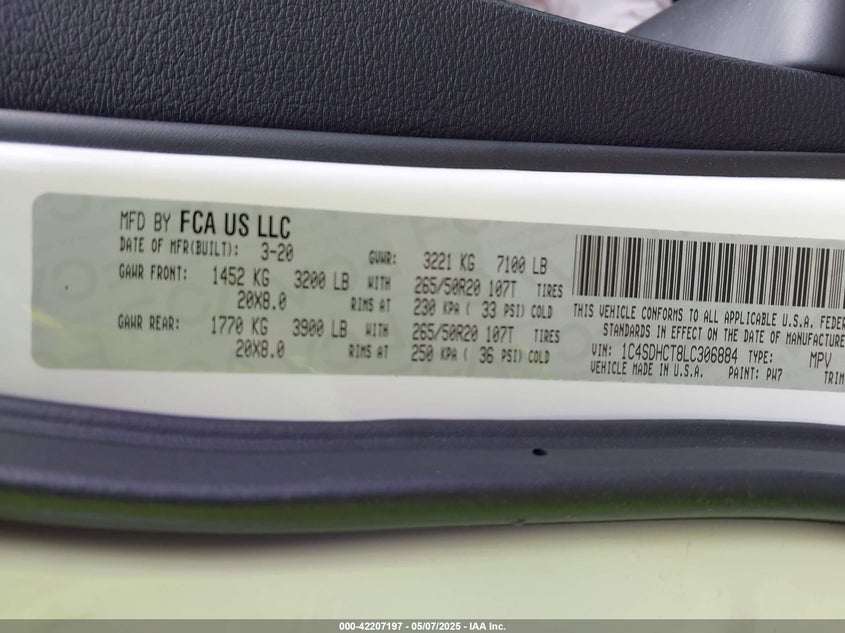 MFD BY FCA US LLC
DATE OF MFR(BUILT): 3-20 GVWR: 3221 KG 7100 LB
GAWR FRONT: 1452 KG 3200 LB WITH 265/50R20 107T TIRES
20X8.0 RIMS AT 230 KPA ( 33 PSI) COLD
GAWR REAR: 1770 KG 3900 LB WITH 265/50R20 107T TIRES
20X8.0 RIMS AT 250 KPA ( 36 PSI) COLD
THIS VEHICLE CONFORMS TO ALL APPLICABLE U.S.A. FEDER
STANDARDS IN EFFECT ON THE DATE OF MANUFACTURE
VIN: 1C4SDHCT8LC306884 TYPE: MPV
VEHICLE MADE IN U.S.A. PAINT: PW7 TRIM
000-42207197 - 05/07/2025 - IAA Inc.